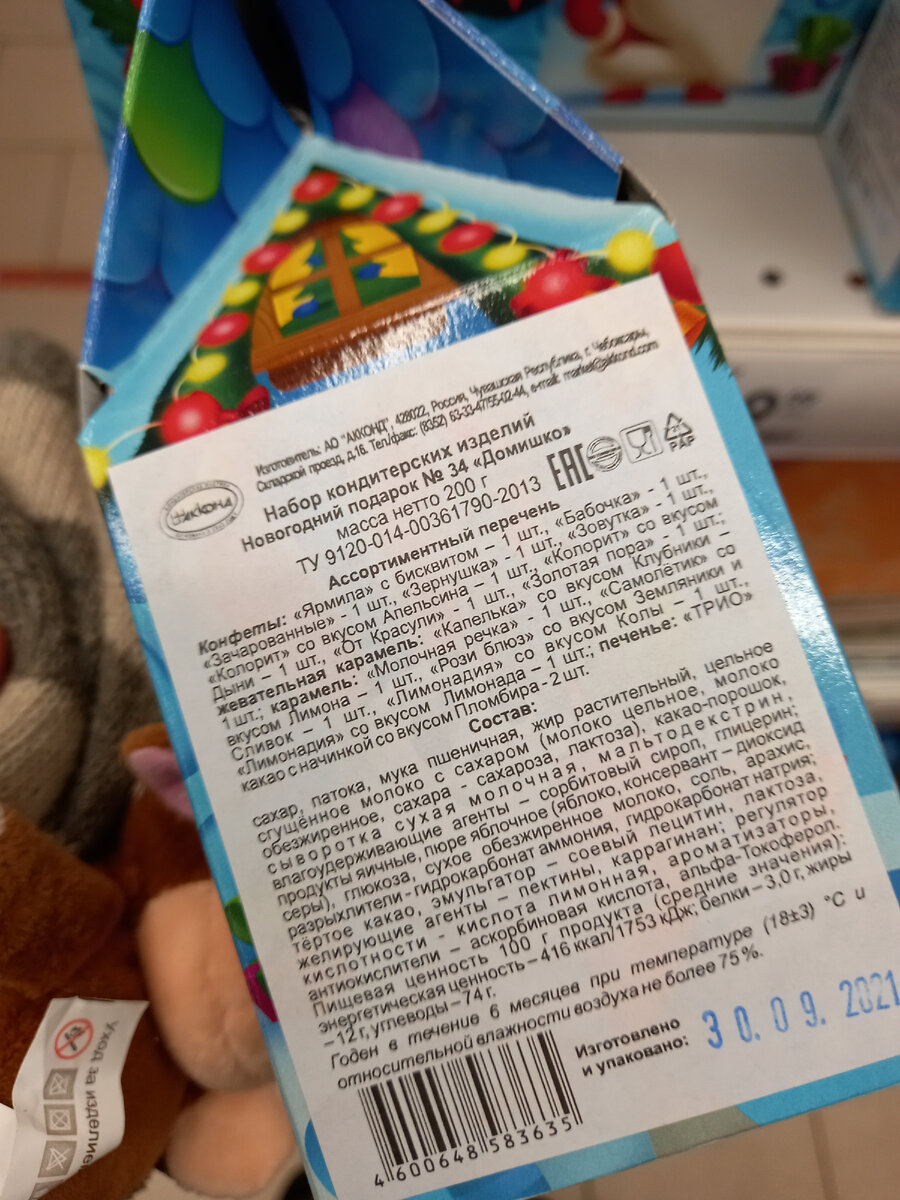 Изготовитель: АО "АККОНД", 428022, Россия, Чувашская Республика, г. Чебоксары,
Складской проезд, д.16. Тел/факс: (8352) 63-33-47/55-02-44, e-mail: market@akkond.com
Набор кондитерских изделий
Новогодний подарок № 34 «Домишко»
масса нетто 200 г
ТУ 9120-014-00361790-2013
EAC
PAP
АККОНД
Ассортиментный перечень
Конфеты: «Ярмила» с бисквитом – 1 шт., «Бабочка» - 1 шт.,
«Зачарованные» - 1 шт., «Зернушка» - 1 шт., «Зовутка» - 1 шт.,
«Колорит» со вкусом Апельсина – 1 шт., «Колорит» со вкусом
Дыни – 1 шт., «От Красули» - 1 шт., «Золотая пора» - 1 шт.;
жевательная карамель: «Капелька» со вкусом Клубники –
1 шт.; карамель: «Молочная речка» - 1 шт., «Самолётик» со
вкусом Лимона – 1 шт., «Рози блюз» со вкусом Земляники и
Сливок – 1 шт., «Лимонадия» со вкусом Колы – 1 шт.,
«Лимонадия» со вкусом Лимонада – 1 шт.; печенье: «ТРИО»
какао с начинкой со вкусом Пломбира - 2 шт.
Состав:
сахар, патока, мука пшеничная, жир растительный, цельное
сгущённое молоко с сахаром (молоко цельное, молоко
обезжиренное, сахара - сахароза, лактоза), какао-порошок,
сыворотка сухая молочная, мальтодекстрин,
влагоудерживающие агенты – сорбитовый сироп, глицерин;
продукты яичные, пюре яблочное (яблоко, консервант – диоксид
серы), глюкоза, сухое обезжиренное молоко, соль, арахис,
разрыхлители - гидрокарбонат аммония, гидрокарбонат натрия;
тёртое какао, эмульгатор – соевый лецитин, лактоза,
желирующие агенты – пектины, каррагинан; регулятор
кислотности - кислота лимонная, ароматизаторы,
антиокислители – аскорбиновая кислота, альфа-Токоферол.
Пищевая ценность 100 г продукта (средние значения):
энергетическая ценность – 416 ккал/1753 кДж; белки – 3,0 г, жиры
– 12 г, углеводы – 74 г.
Годен в течение 6 месяцев при температуре (18±3) °С и
относительной влажности воздуха не более 75%.
Изготовлено
и упаковано:
30.09.2021
4600648583635
Уход за изделие